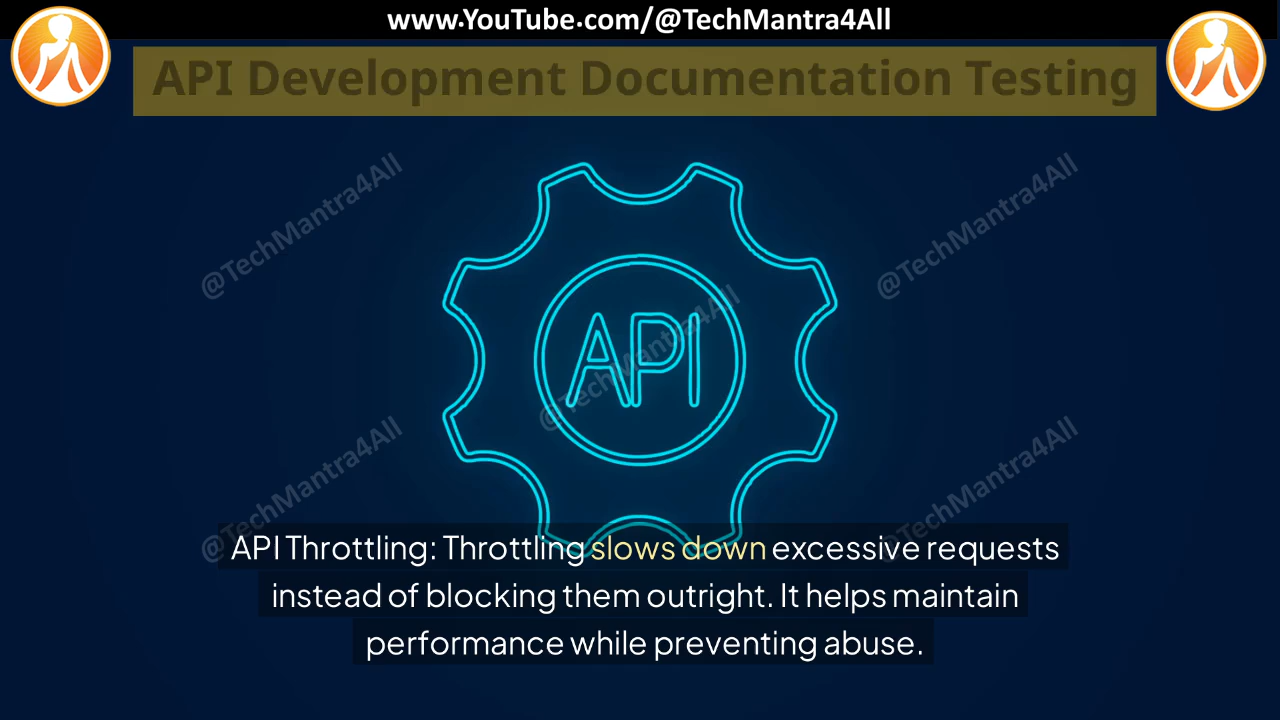 www.YouTube.com/@TechMantra4All
API Development Documentation Testing
@TechMantra4All
@TechMantra4All
@TechMantra4All
API
@TechMantra4All
@TechMantra4All
API Throttling: Throttling slows down excessive requests
instead of blocking them outright. It helps maintain
performance while preventing abuse.